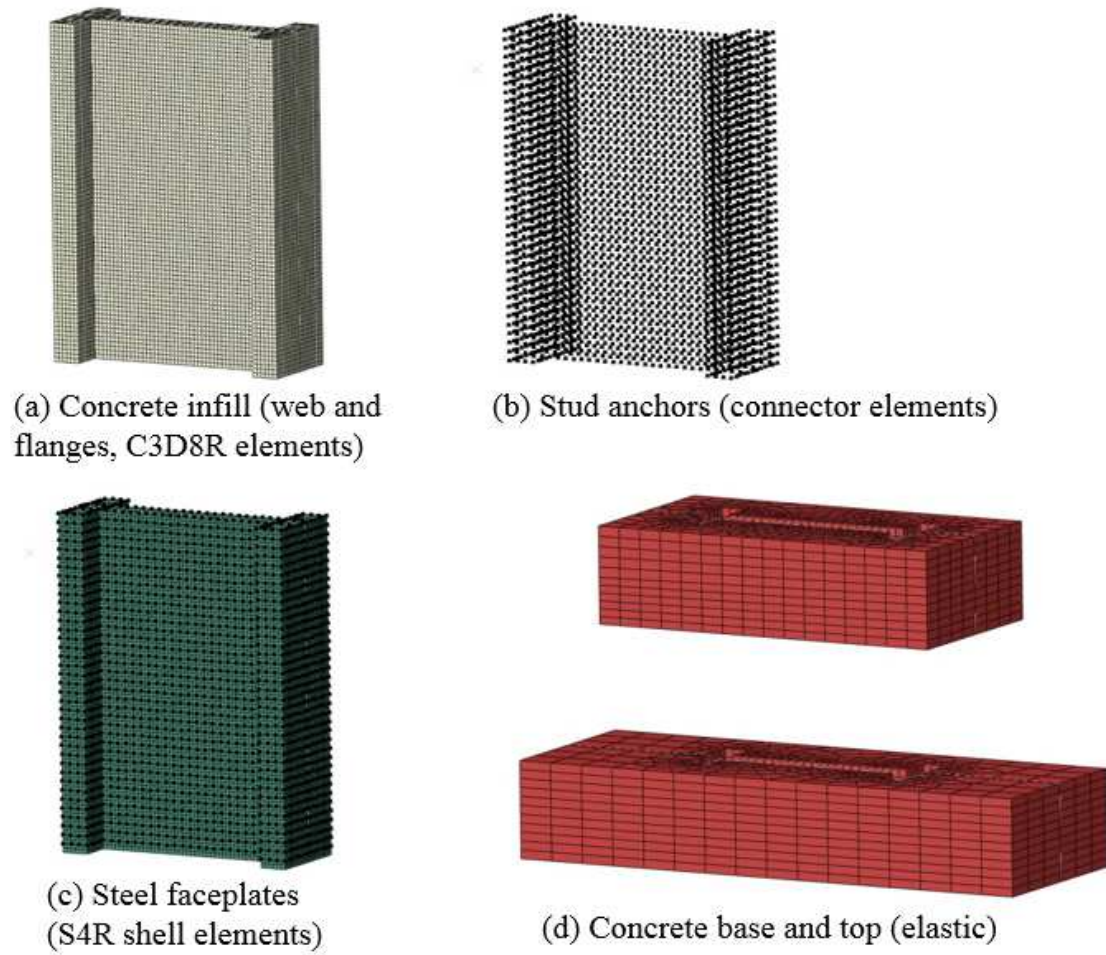 (a) Concrete infill (web and
flanges, C3D8R elements)
(b) Stud anchors (connector elements)
(c) Steel faceplates
(S4R shell elements)
(d) Concrete base and top (elastic)